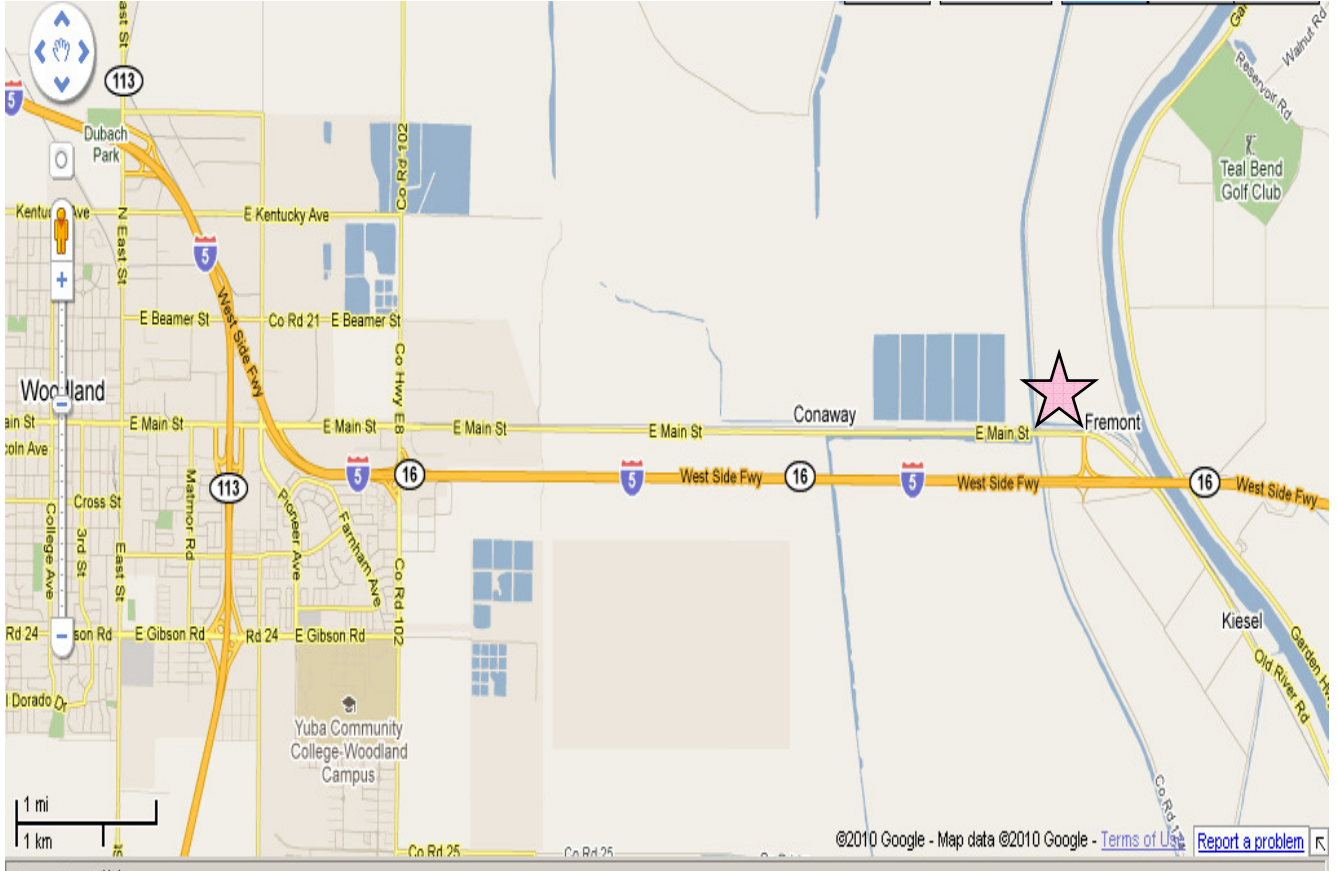 East St
113
5
Dubach
Park
Co Rd 102
Walnut Rd
Reservoir Rd
Teal Bend
Golf Club
E Kentucky Ave
N East St
5
West Side Fwy
E Beamer St
Co Rd 21
E Beamer St
Co Hwy E8
Woodland
E Main St
E Main St
E Main St
E Main St
Conaway
E Main St
Fremont
113
5
16
5
West Side Fwy
16
5
West Side Fwy
16
West Side Fwy
Cross St
Matmor Rd
Pioneer Ave
Farnham Ave
College Ave
3rd St
East St
Co Rd 102
Rd 24
E Gibson Rd
Rd 24
E Gibson Rd
Kiesel
Old River Rd
Garden Hwy
Dorado Dr
Yuba Community
College-Woodland
Campus
1 mi
1 km
Co Rd 25
Co Rd 25
©2010 Google - Map data ©2010 Google - Terms of Use
Report a problem